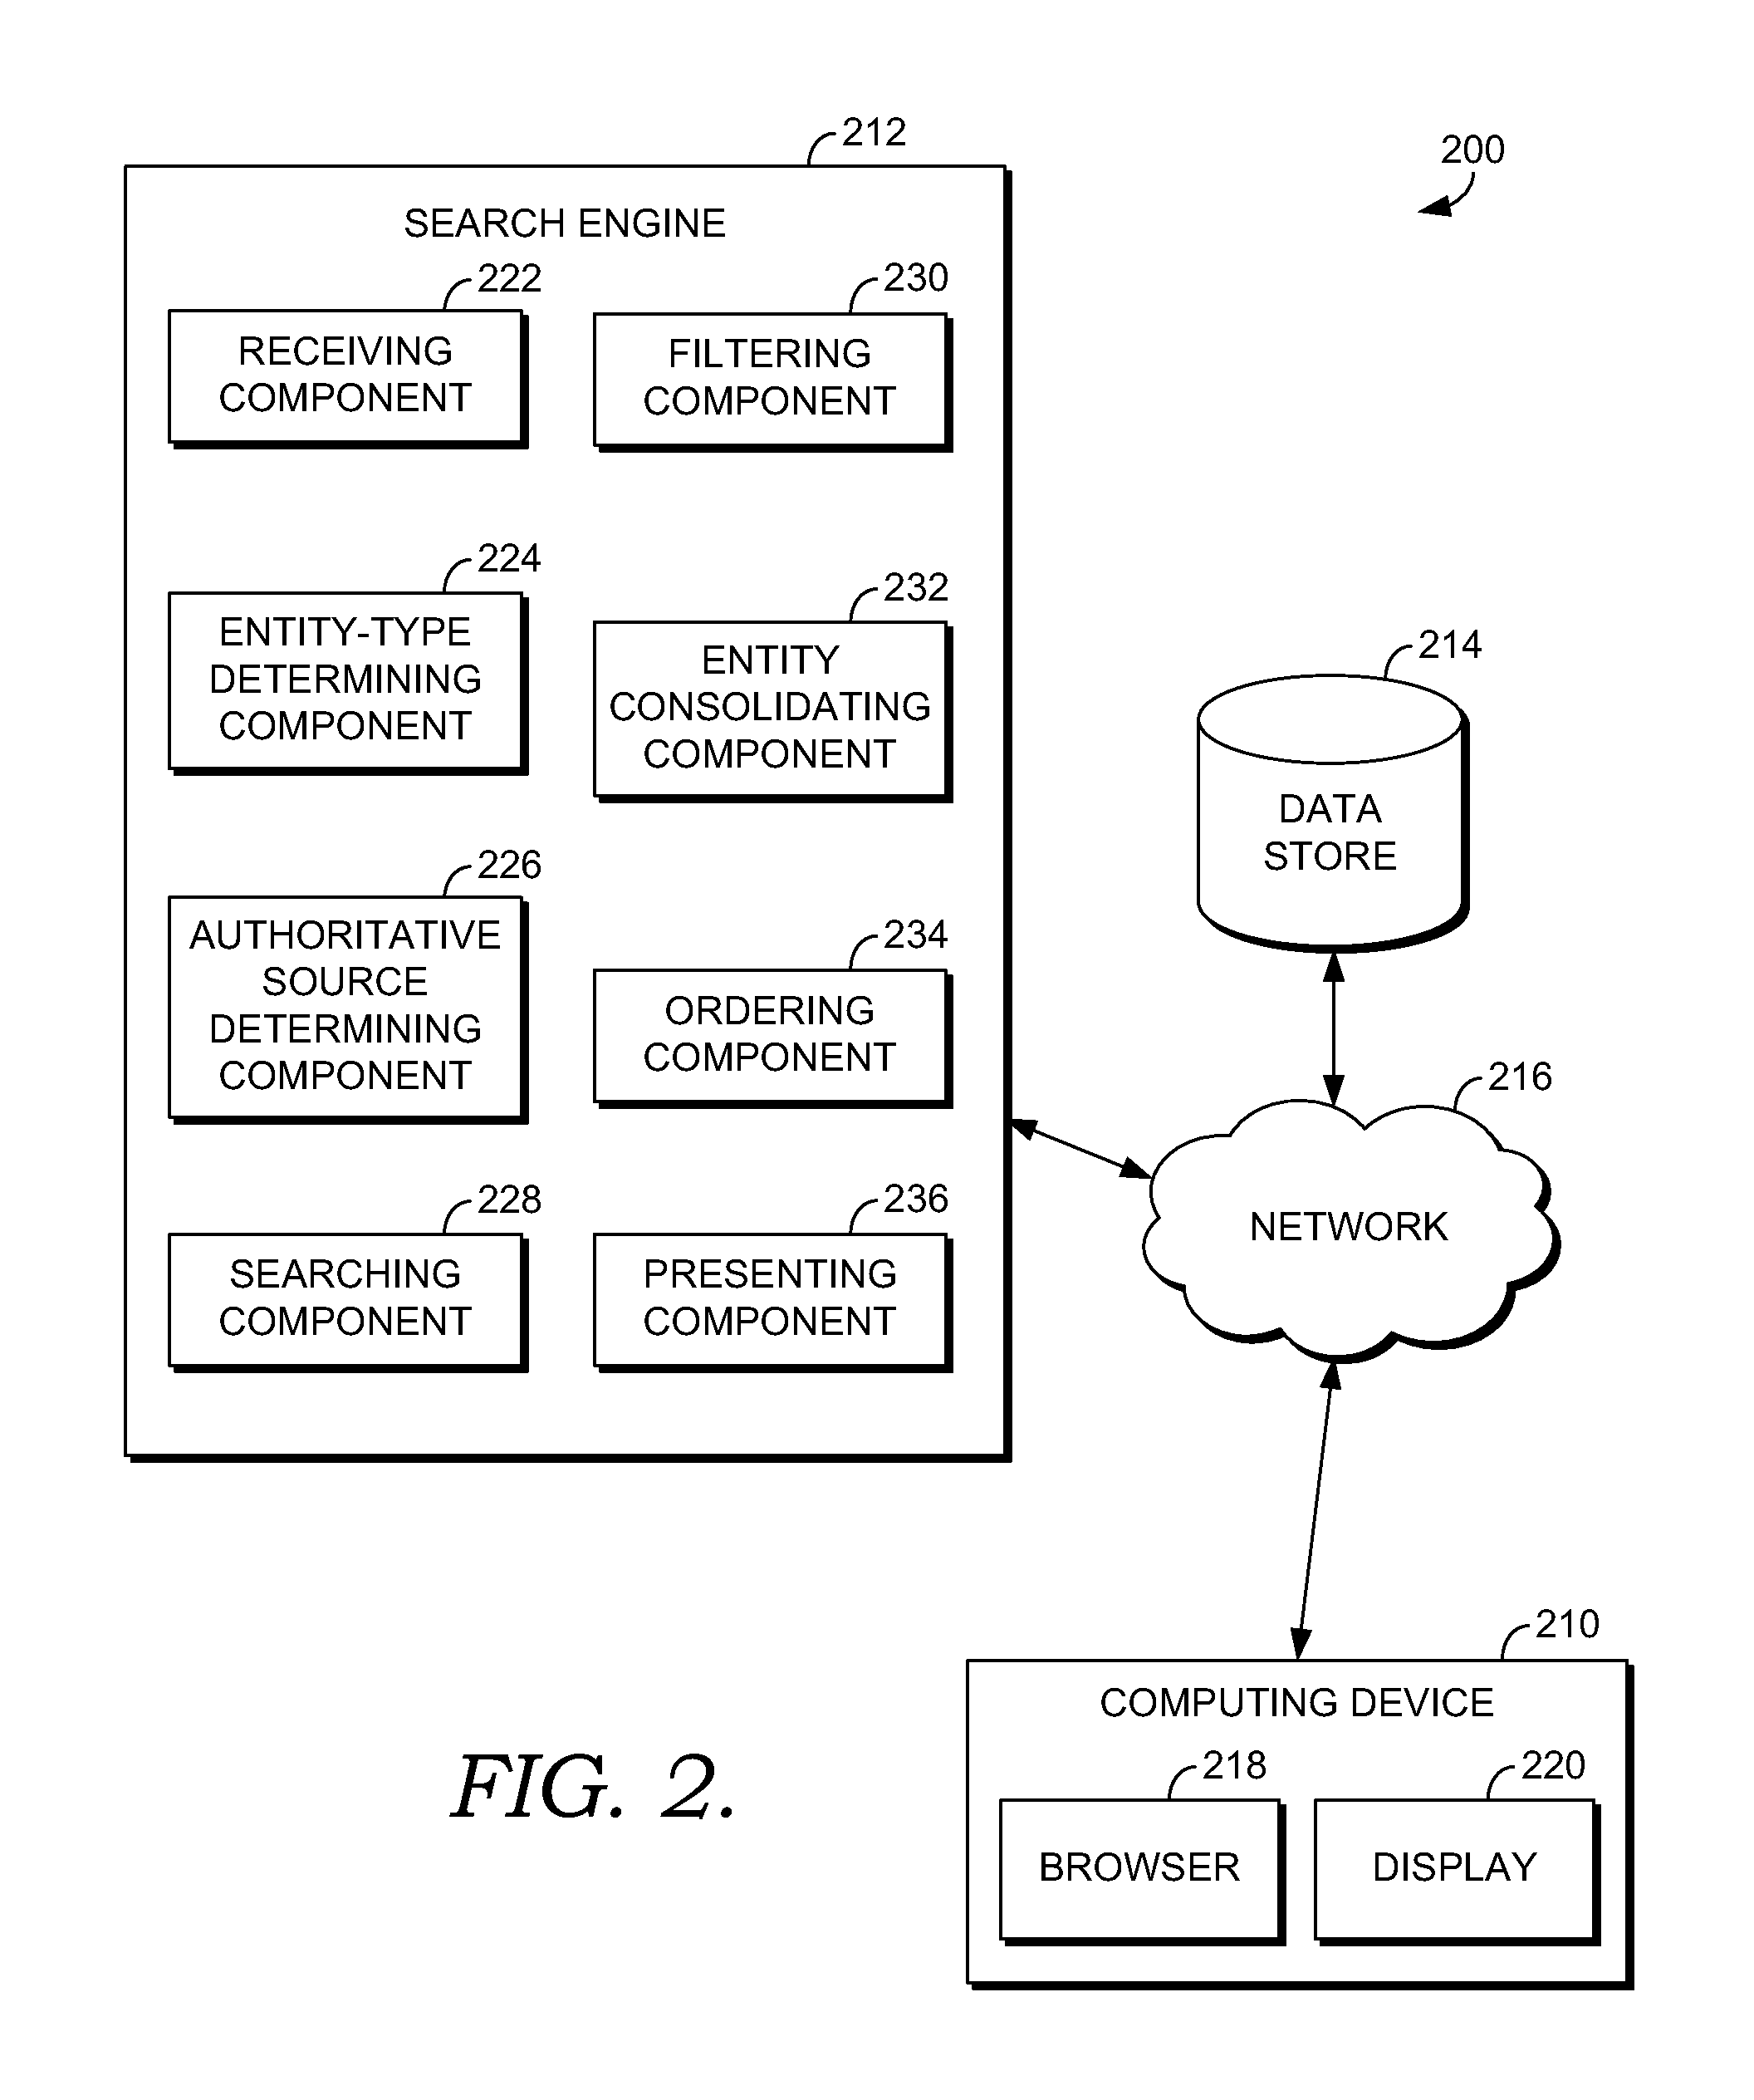 212
200
SEARCH ENGINE
222
RECEIVING
COMPONENT
230
FILTERING
COMPONENT
224
ENTITY-TYPE
DETERMINING
COMPONENT
232
ENTITY
CONSOLIDATING
COMPONENT
226
AUTHORITATIVE
SOURCE
DETERMINING
COMPONENT
234
ORDERING
COMPONENT
228
SEARCHING
COMPONENT
236
PRESENTING
COMPONENT
214
DATA
STORE
216
NETWORK
210
COMPUTING DEVICE
218
BROWSER
220
DISPLAY
FIG. 2.